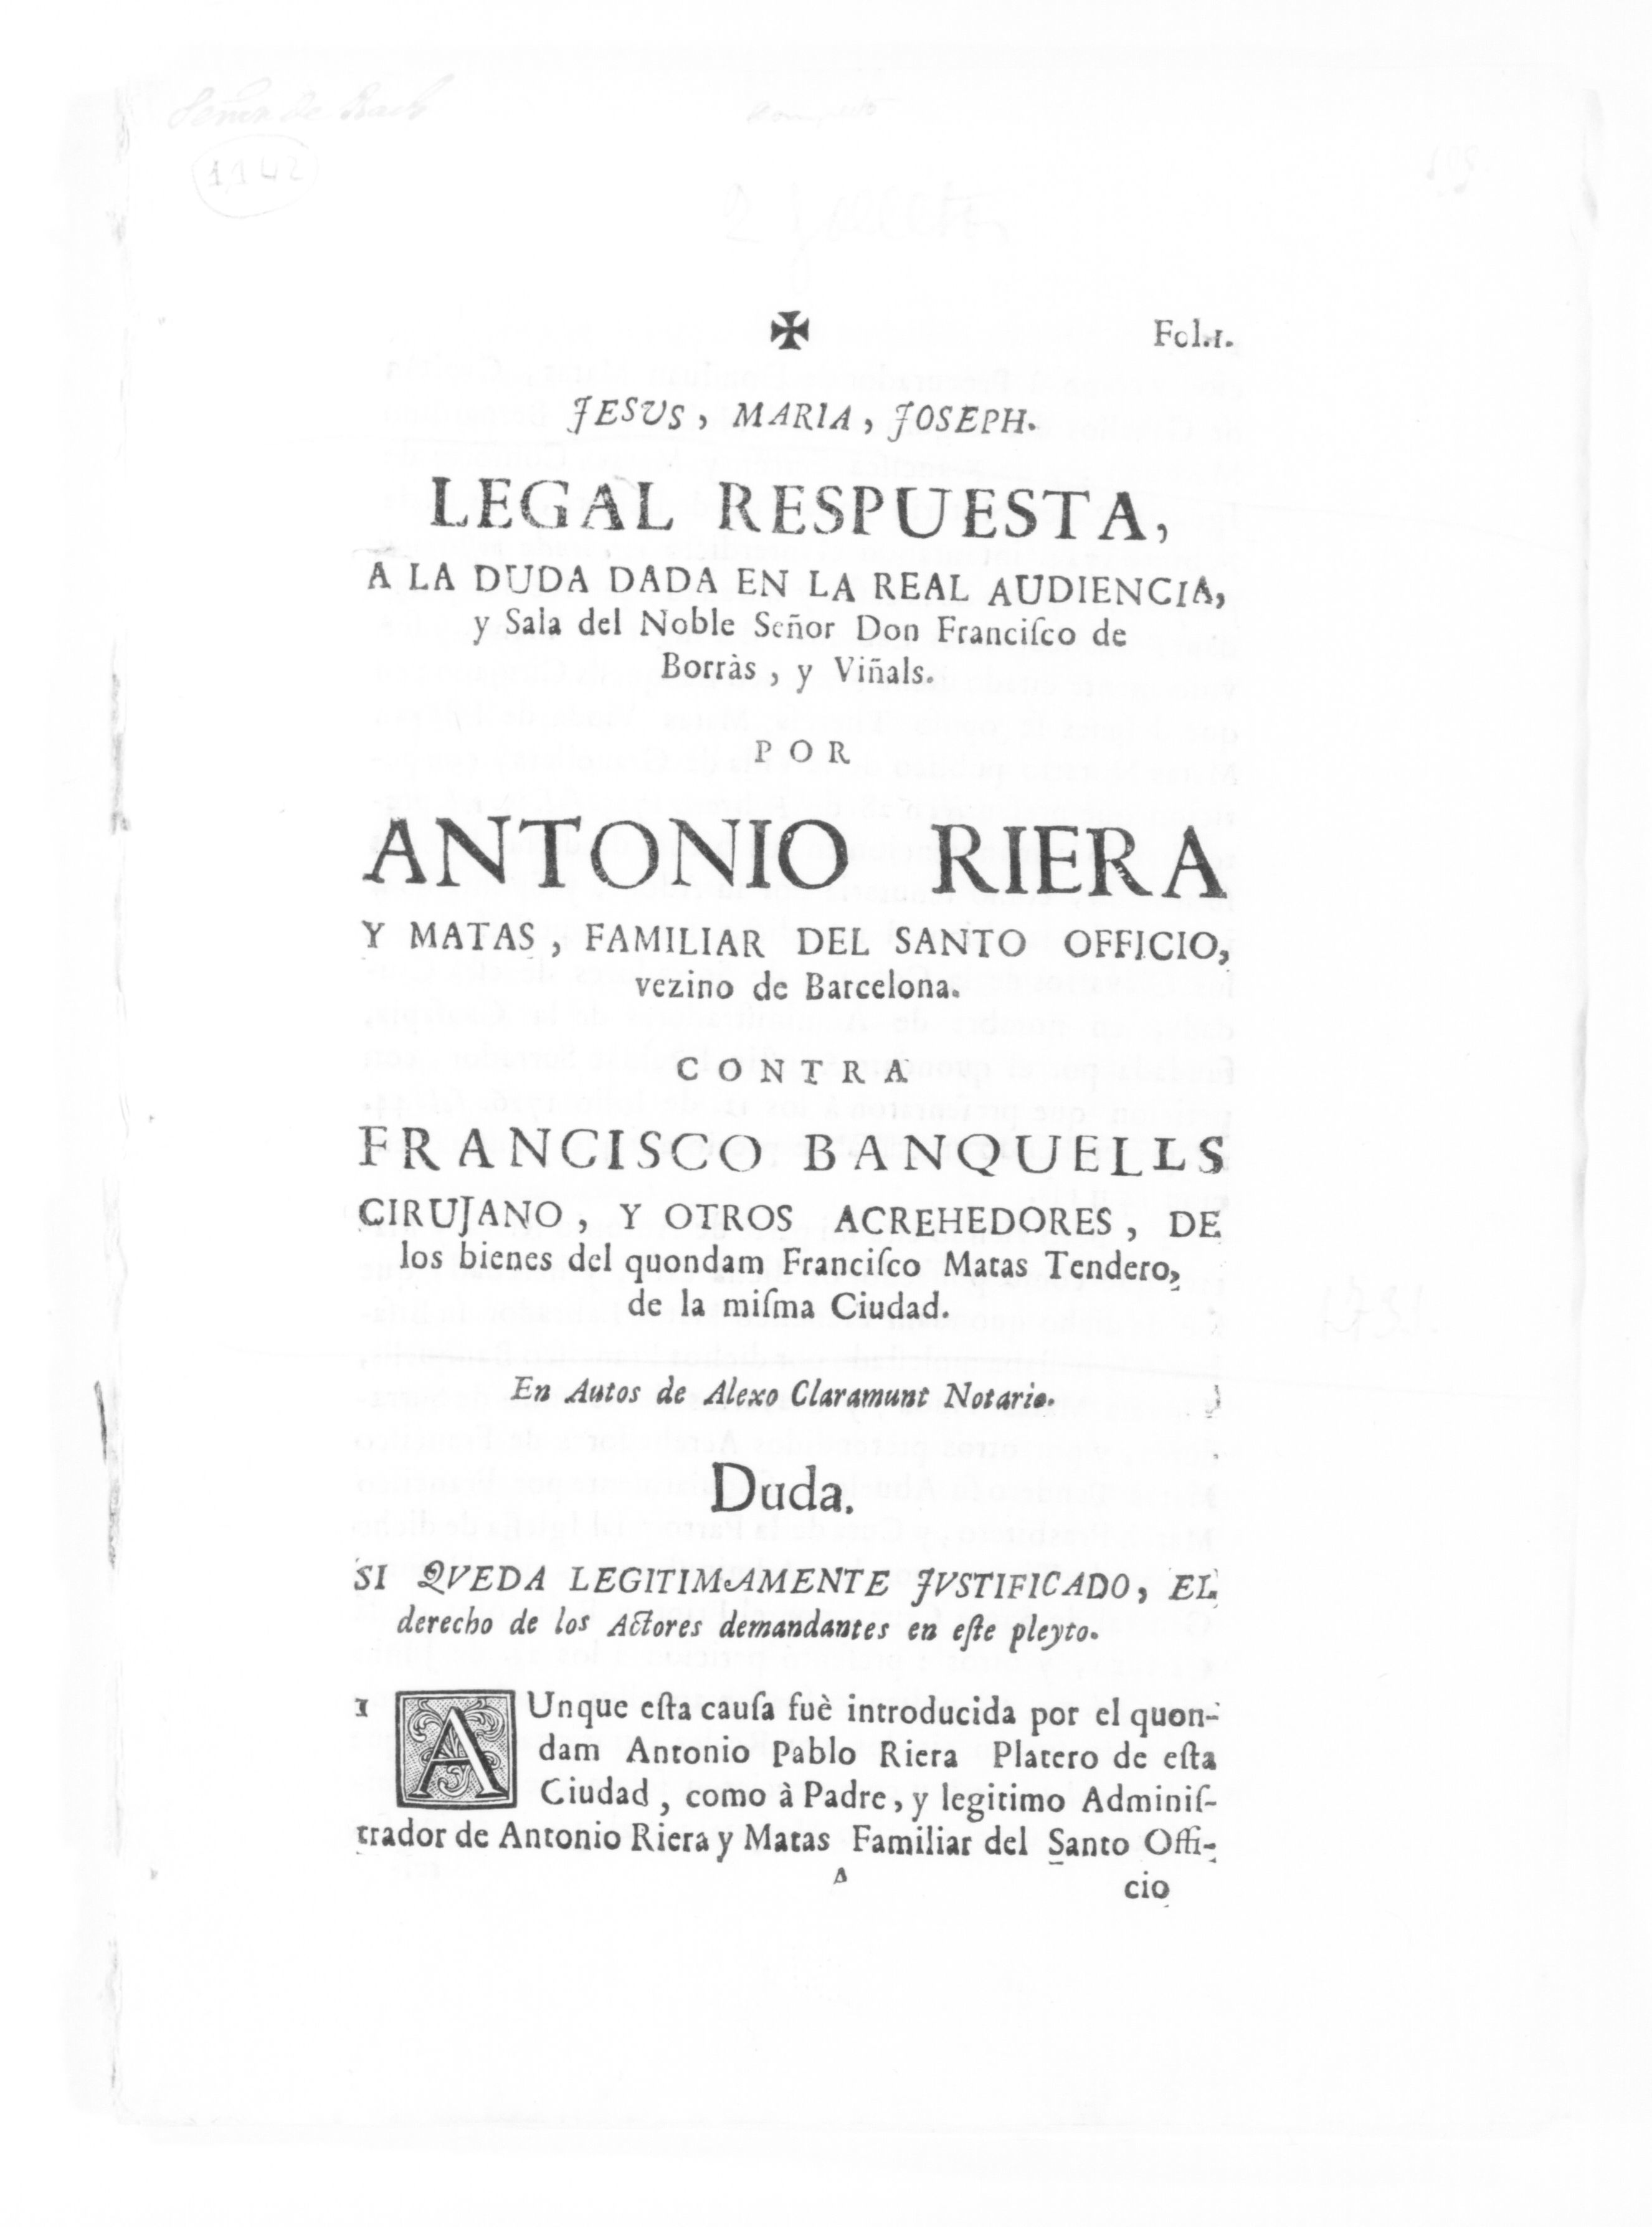 1142
✠ Fol.1.
JESUS, MARIA, JOSEPH.
LEGAL RESPUESTA,
A LA DUDA DADA EN LA REAL AUDIENCIA,
y Sala del Noble Señor Don Franciſco de
Borràs, y Viñals.
POR
ANTONIO RIERA
Y MATAS, FAMILIAR DEL SANTO OFFICIO,
vezino de Barcelona.
CONTRA
FRANCISCO BANQUELLS
CIRUJANO, Y OTROS ACREHEDORES, DE
los bienes del quondam Franciſco Matas Tendero,
de la miſma Ciudad.
1731.
En Autos de Alexo Claramunt Notario.
Duda.
SI QVEDA LEGITIMAMENTE JVSTIFICADO, EL
derecho de los Actores demandantes en eſte pleyto.
1 AUnque eſta cauſa fuè introducida por el quon-
dam Antonio Pablo Riera Platero de eſta
Ciudad, como à Padre, y legitimo Adminiſ-
trador de Antonio Riera y Matas Familiar del Santo Offi-
A cio